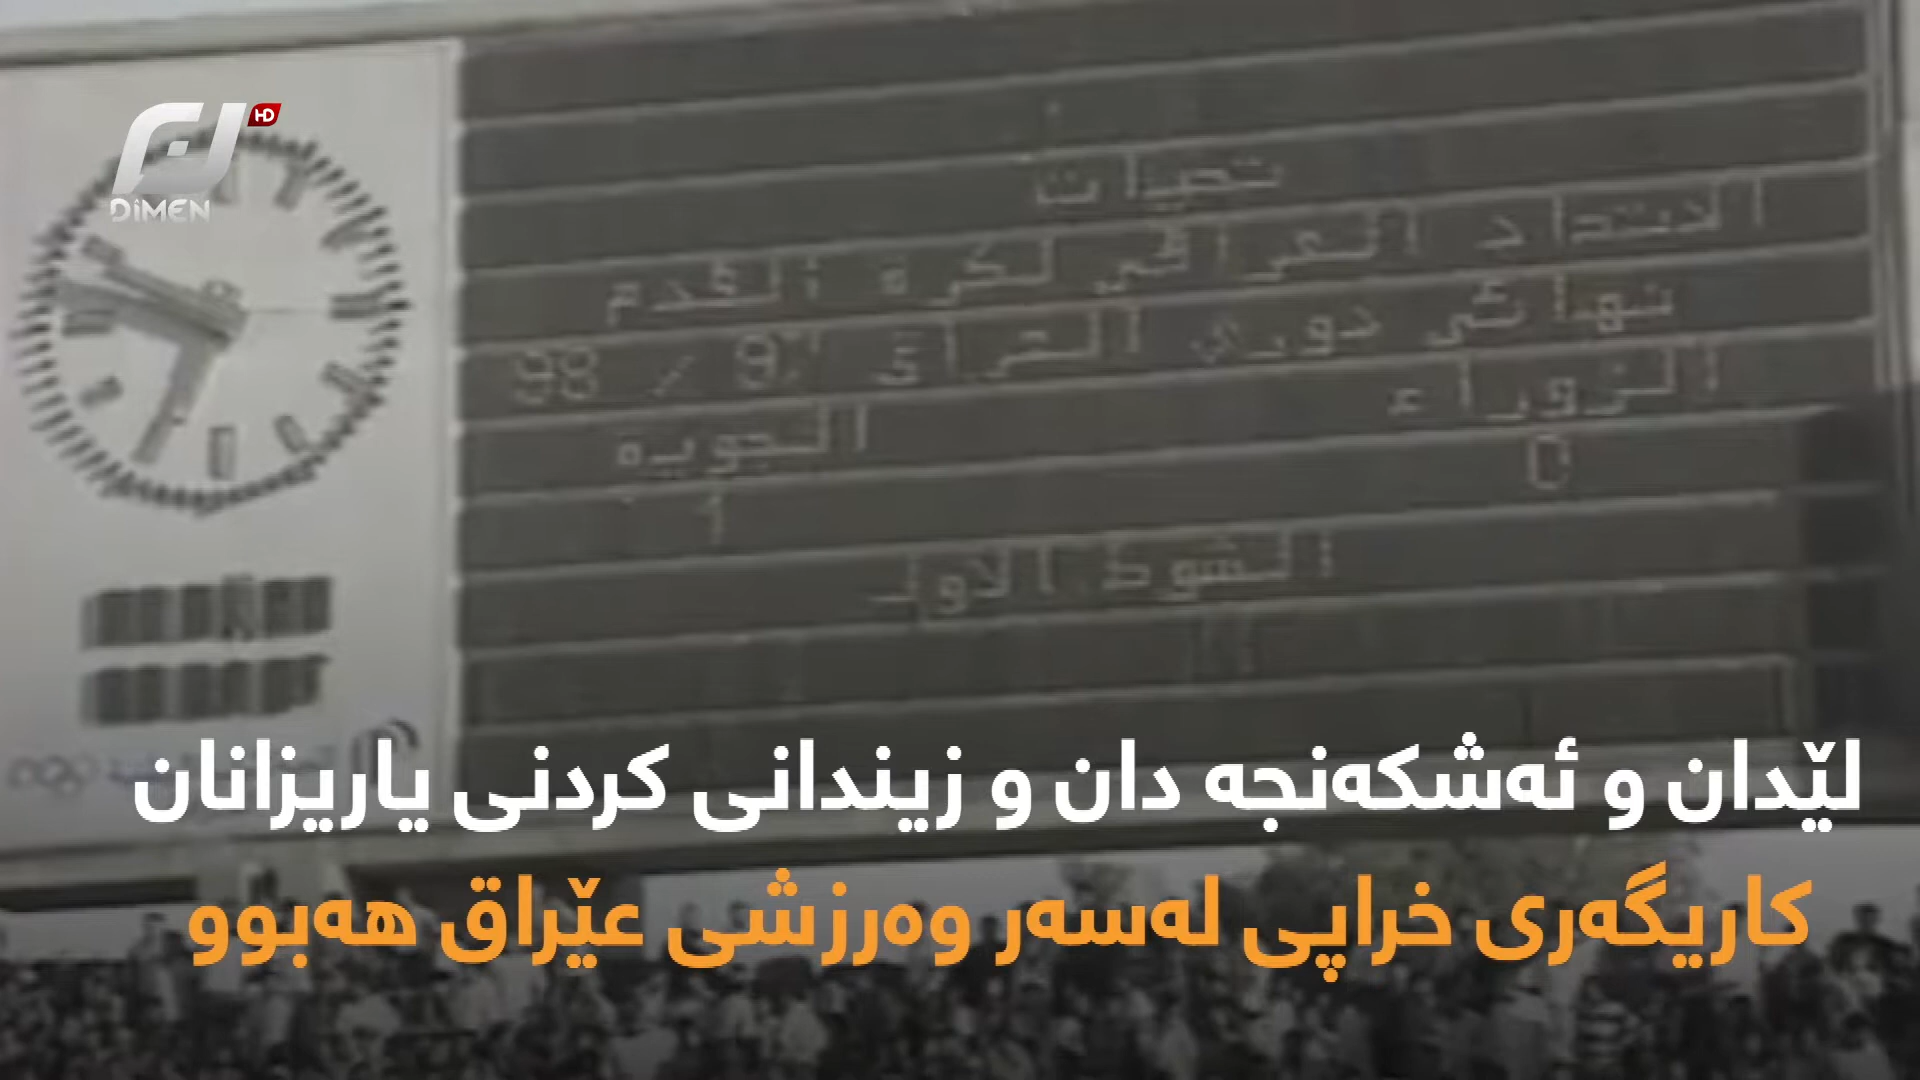 HD
DIMEN
تحيات
الاتحاد العراقي لكرة القدم
نهائي دوري العراق 97 / 98
الزوراء الجويه
0 1
الشوط الاول
لێدان و ئەشکەنجە دان و زیندانی کردنی یاریزانان
کاریگەری خراپی لەسەر وەرزشی عێراق هەبوو